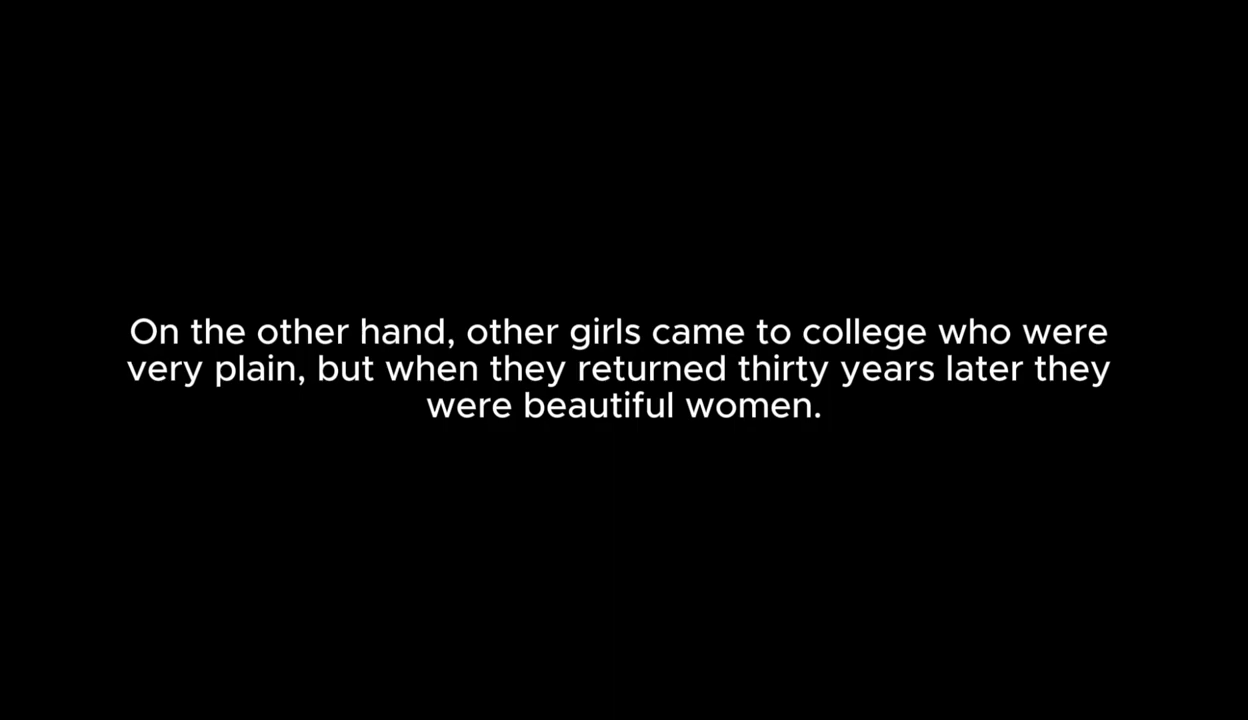 On the other hand, other girls came to college who were
very plain, but when they returned thirty years later they
were beautiful women.